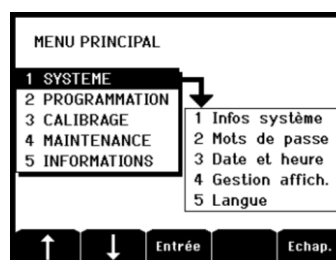 MENU PRINCIPAL
1 SYSTEME
2 PROGRAMMATION
3 CALIBRAGE
4 MAINTENANCE
5 INFORMATIONS
1 Infos système
2 Mots de passe
3 Date et heure
4 Gestion affich.
5 Langue
Entrée
Echap.